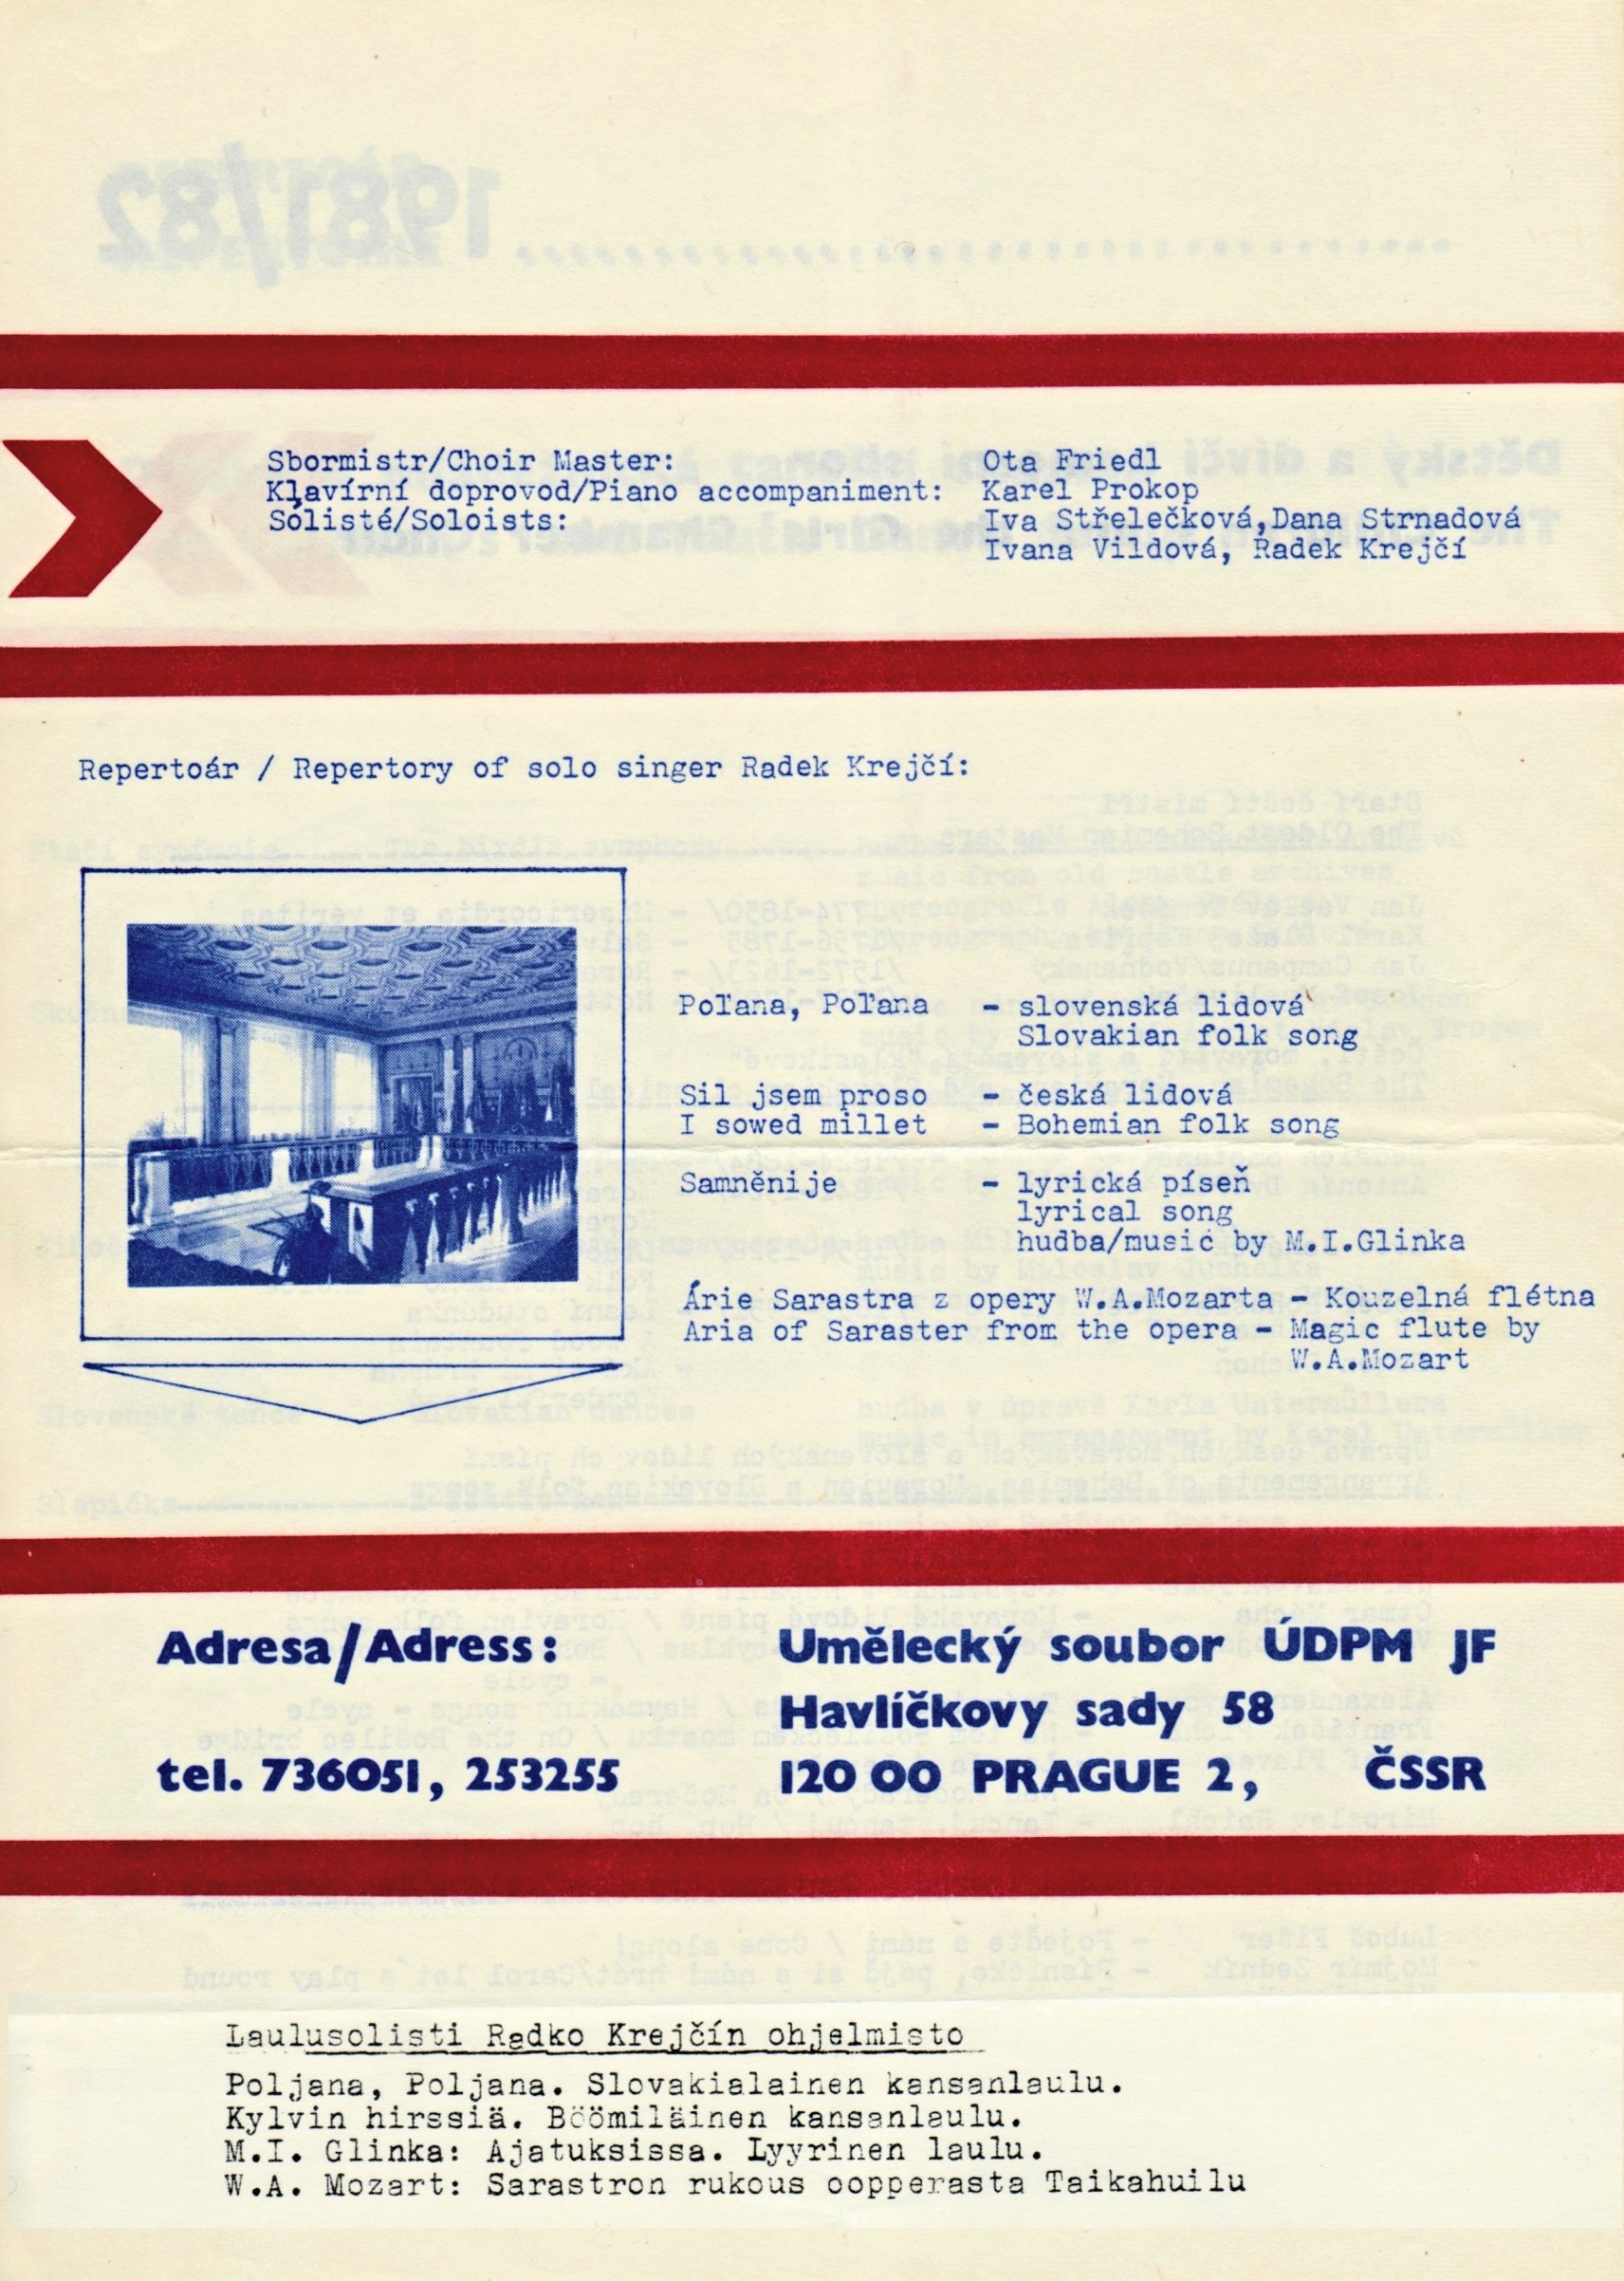 1981/82
Sbormistr/Choir Master: Ota Friedl
Klavírní doprovod/Piano accompaniment: Karel Prokop
Sólisté/Soloists: Iva Střelečková,Dana Strnadová
Ivana Vildová, Radek Krejčí
Repertoár / Repertory of solo singer Radek Krejčí:
Poľana, Poľana - slovenská lidová
Slovakian folk song
Sil jsem proso - česká lidová
I sowed millet - Bohemian folk song
Samněnije - lyrická píseň
lyrical song
hudba/music by M.I.Glinka
Árie Sarastra z opery W.A.Mozarta - Kouzelná flétna
Aria of Saraster from the opera - Magic flute by
W.A.Mozart
Adresa/Adress: Umělecký soubor ÚDPM JF
Havlíčkovy sady 58
tel. 736051, 253255 120 00 PRAGUE 2, ČSSR
Laulusolisti Radko Krejčín ohjelmisto
Poljana, Poljana. Slovakialainen kansanlaulu.
Kylvin hirssiä. Böömiläinen kansanlaulu.
M.I. Glinka: Ajatuksissa. Lyyrinen laulu.
W.A. Mozart: Sarastron rukous oopperasta Taikahuilu